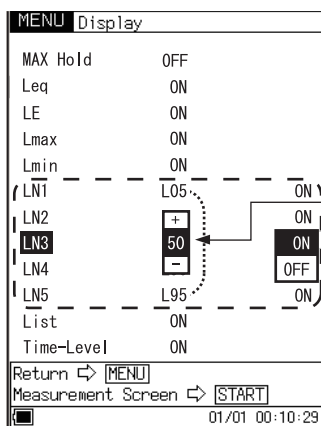 MENU Display
MAX Hold OFF
Leq ON
LE ON
Lmax ON
Lmin ON
LN1 L05 ON
LN2 + ON
LN3 50 ON
LN4 − OFF
LN5 L95 ON
List ON
Time-Level ON
Return ⇨ MENU
Measurement Screen ⇨ START
01/01 00:10:29